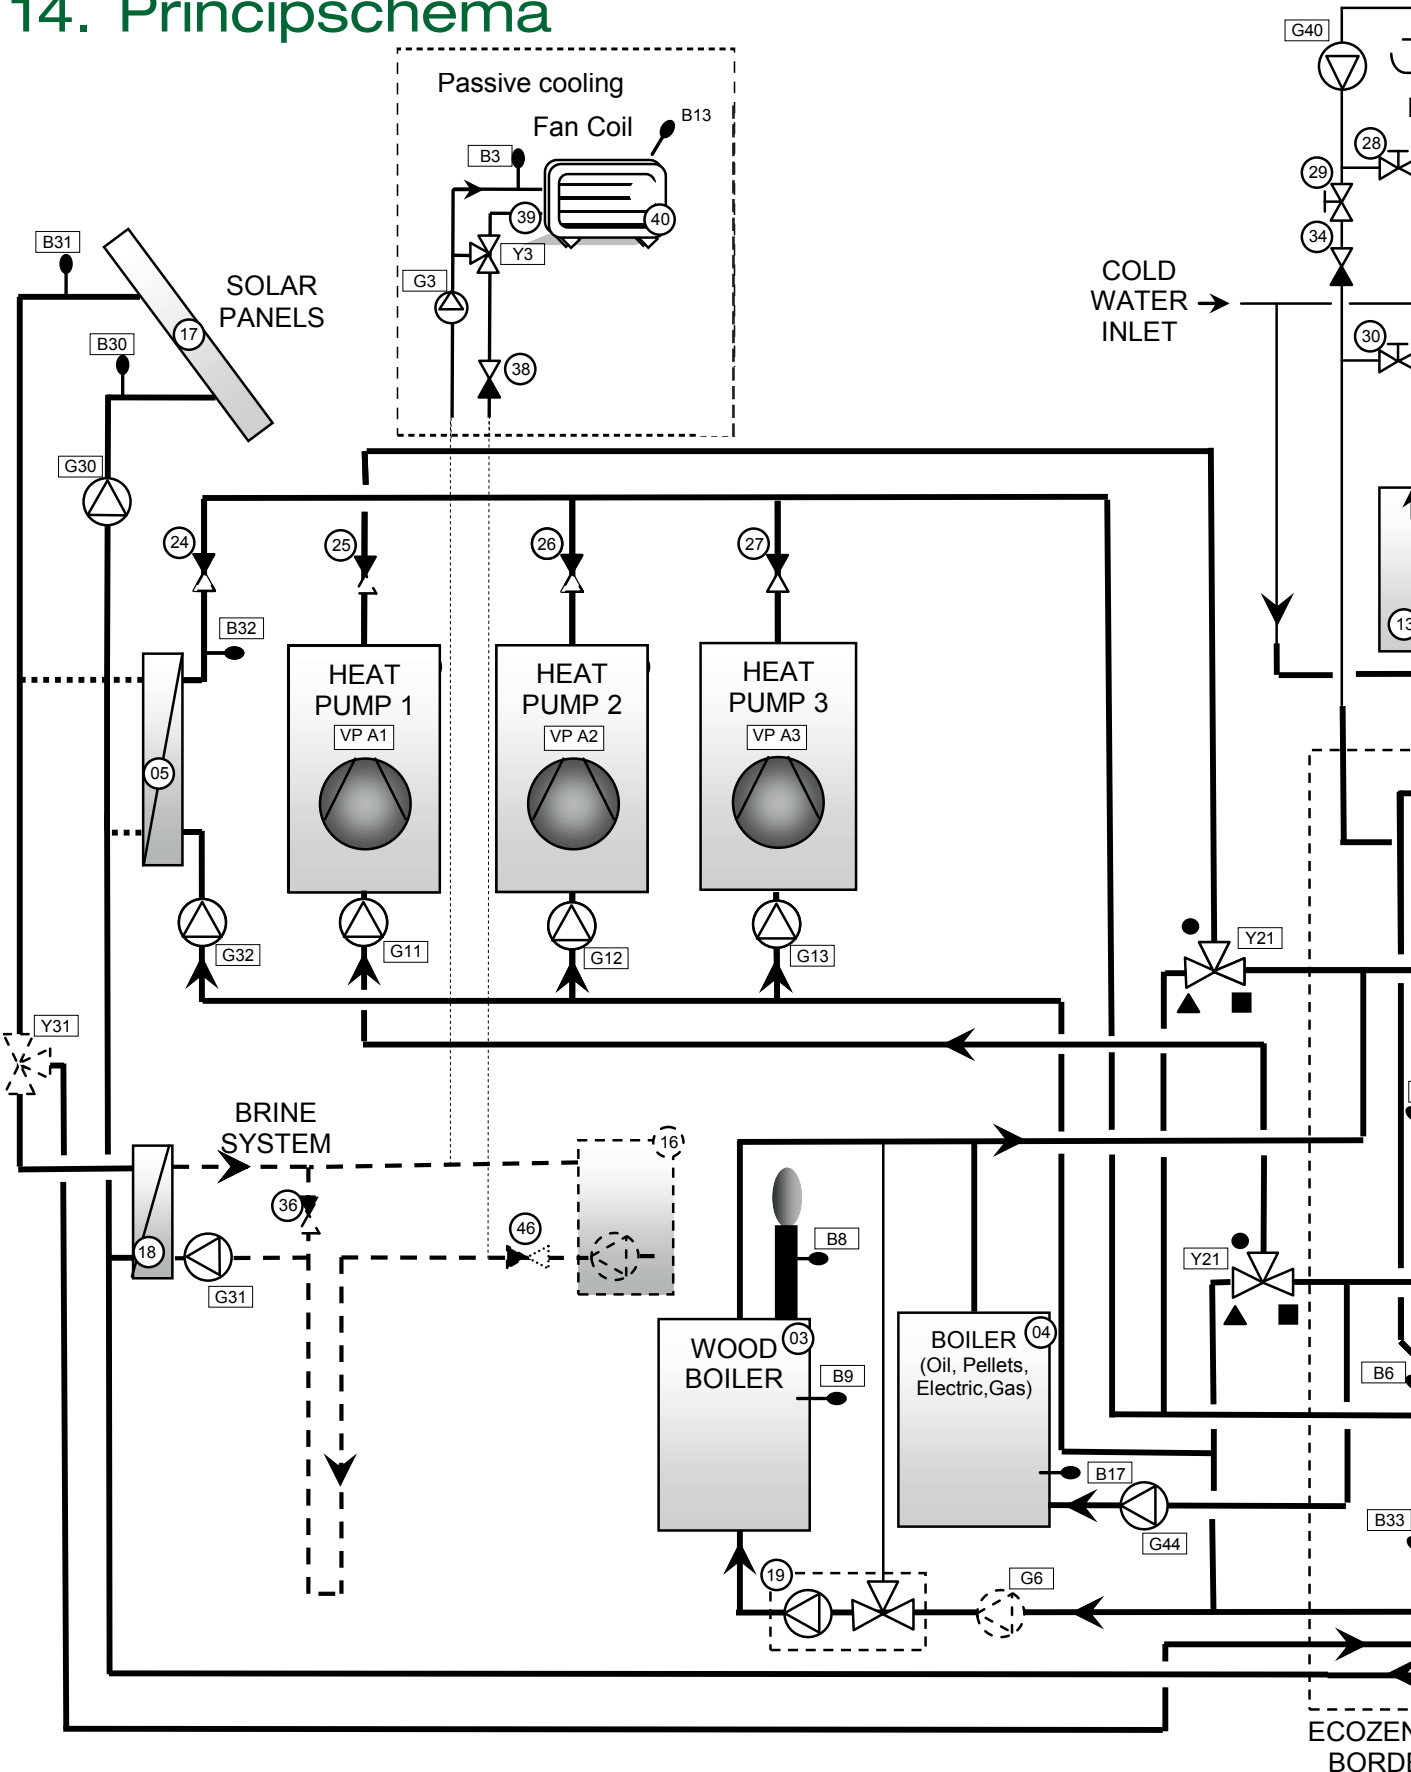 14. Principschema
G40
Passive cooling
Fan Coil
B13
B3
28
29
39
40
Y3
34
B31
G3
SOLAR
PANELS
COLD
WATER
INLET
17
B30
30
38
G30
24
25
26
27
B32
13
HEAT
PUMP 1
VP A1
HEAT
PUMP 2
VP A2
HEAT
PUMP 3
VP A3
05
G32
G11
G12
G13
Y21
Y31
BRINE
SYSTEM
16
36
46
18
G31
B8
Y21
WOOD
BOILER
03
BOILER
(Oil, Pellets,
Electric,Gas)
04
B9
B6
B17
G44
B33
19
G6
ECOZEN
BORDE